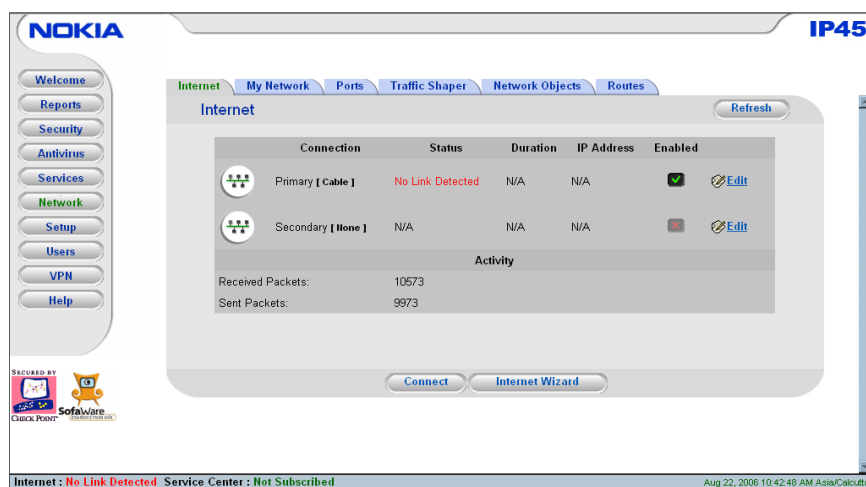 NOKIA
IP45
Welcome
Reports
Security
Antivirus
Services
Network
Setup
Users
VPN
Help
Internet My Network Ports Traffic Shaper Network Objects Routes
Internet
Refresh
Connection Status Duration IP Address Enabled
Primary [ Cable ] No Link Detected N/A N/A Edit
Secondary [ None ] N/A N/A N/A Edit
Activity
Received Packets: 10573
Sent Packets: 9973
Connect Internet Wizard
SECURED BY
CHECK POINT
SofaWare
Internet : No Link Detected Service Center : Not Subscribed
Aug 22, 2006 10:42:48 AM Asia/Calcutt